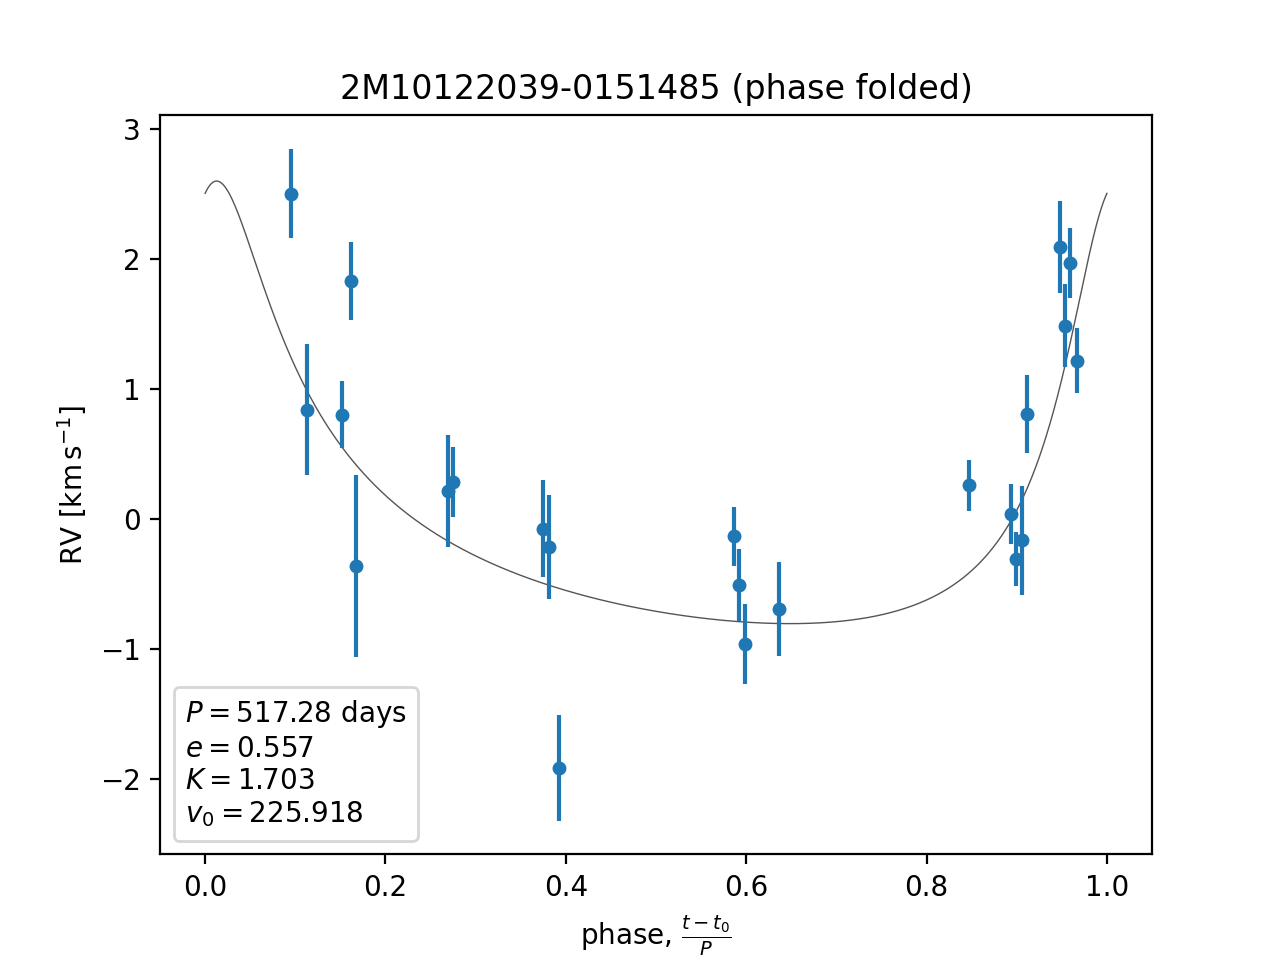 2M10122039-0151485 (phase folded)
RV [km s⁻¹]
3
2
1
0
−1
−2
P = 517.28 days
e = 0.557
K = 1.703
v₀ = 225.918
0.0 0.2 0.4 0.6 0.8 1.0
phase, (t − t₀)/P